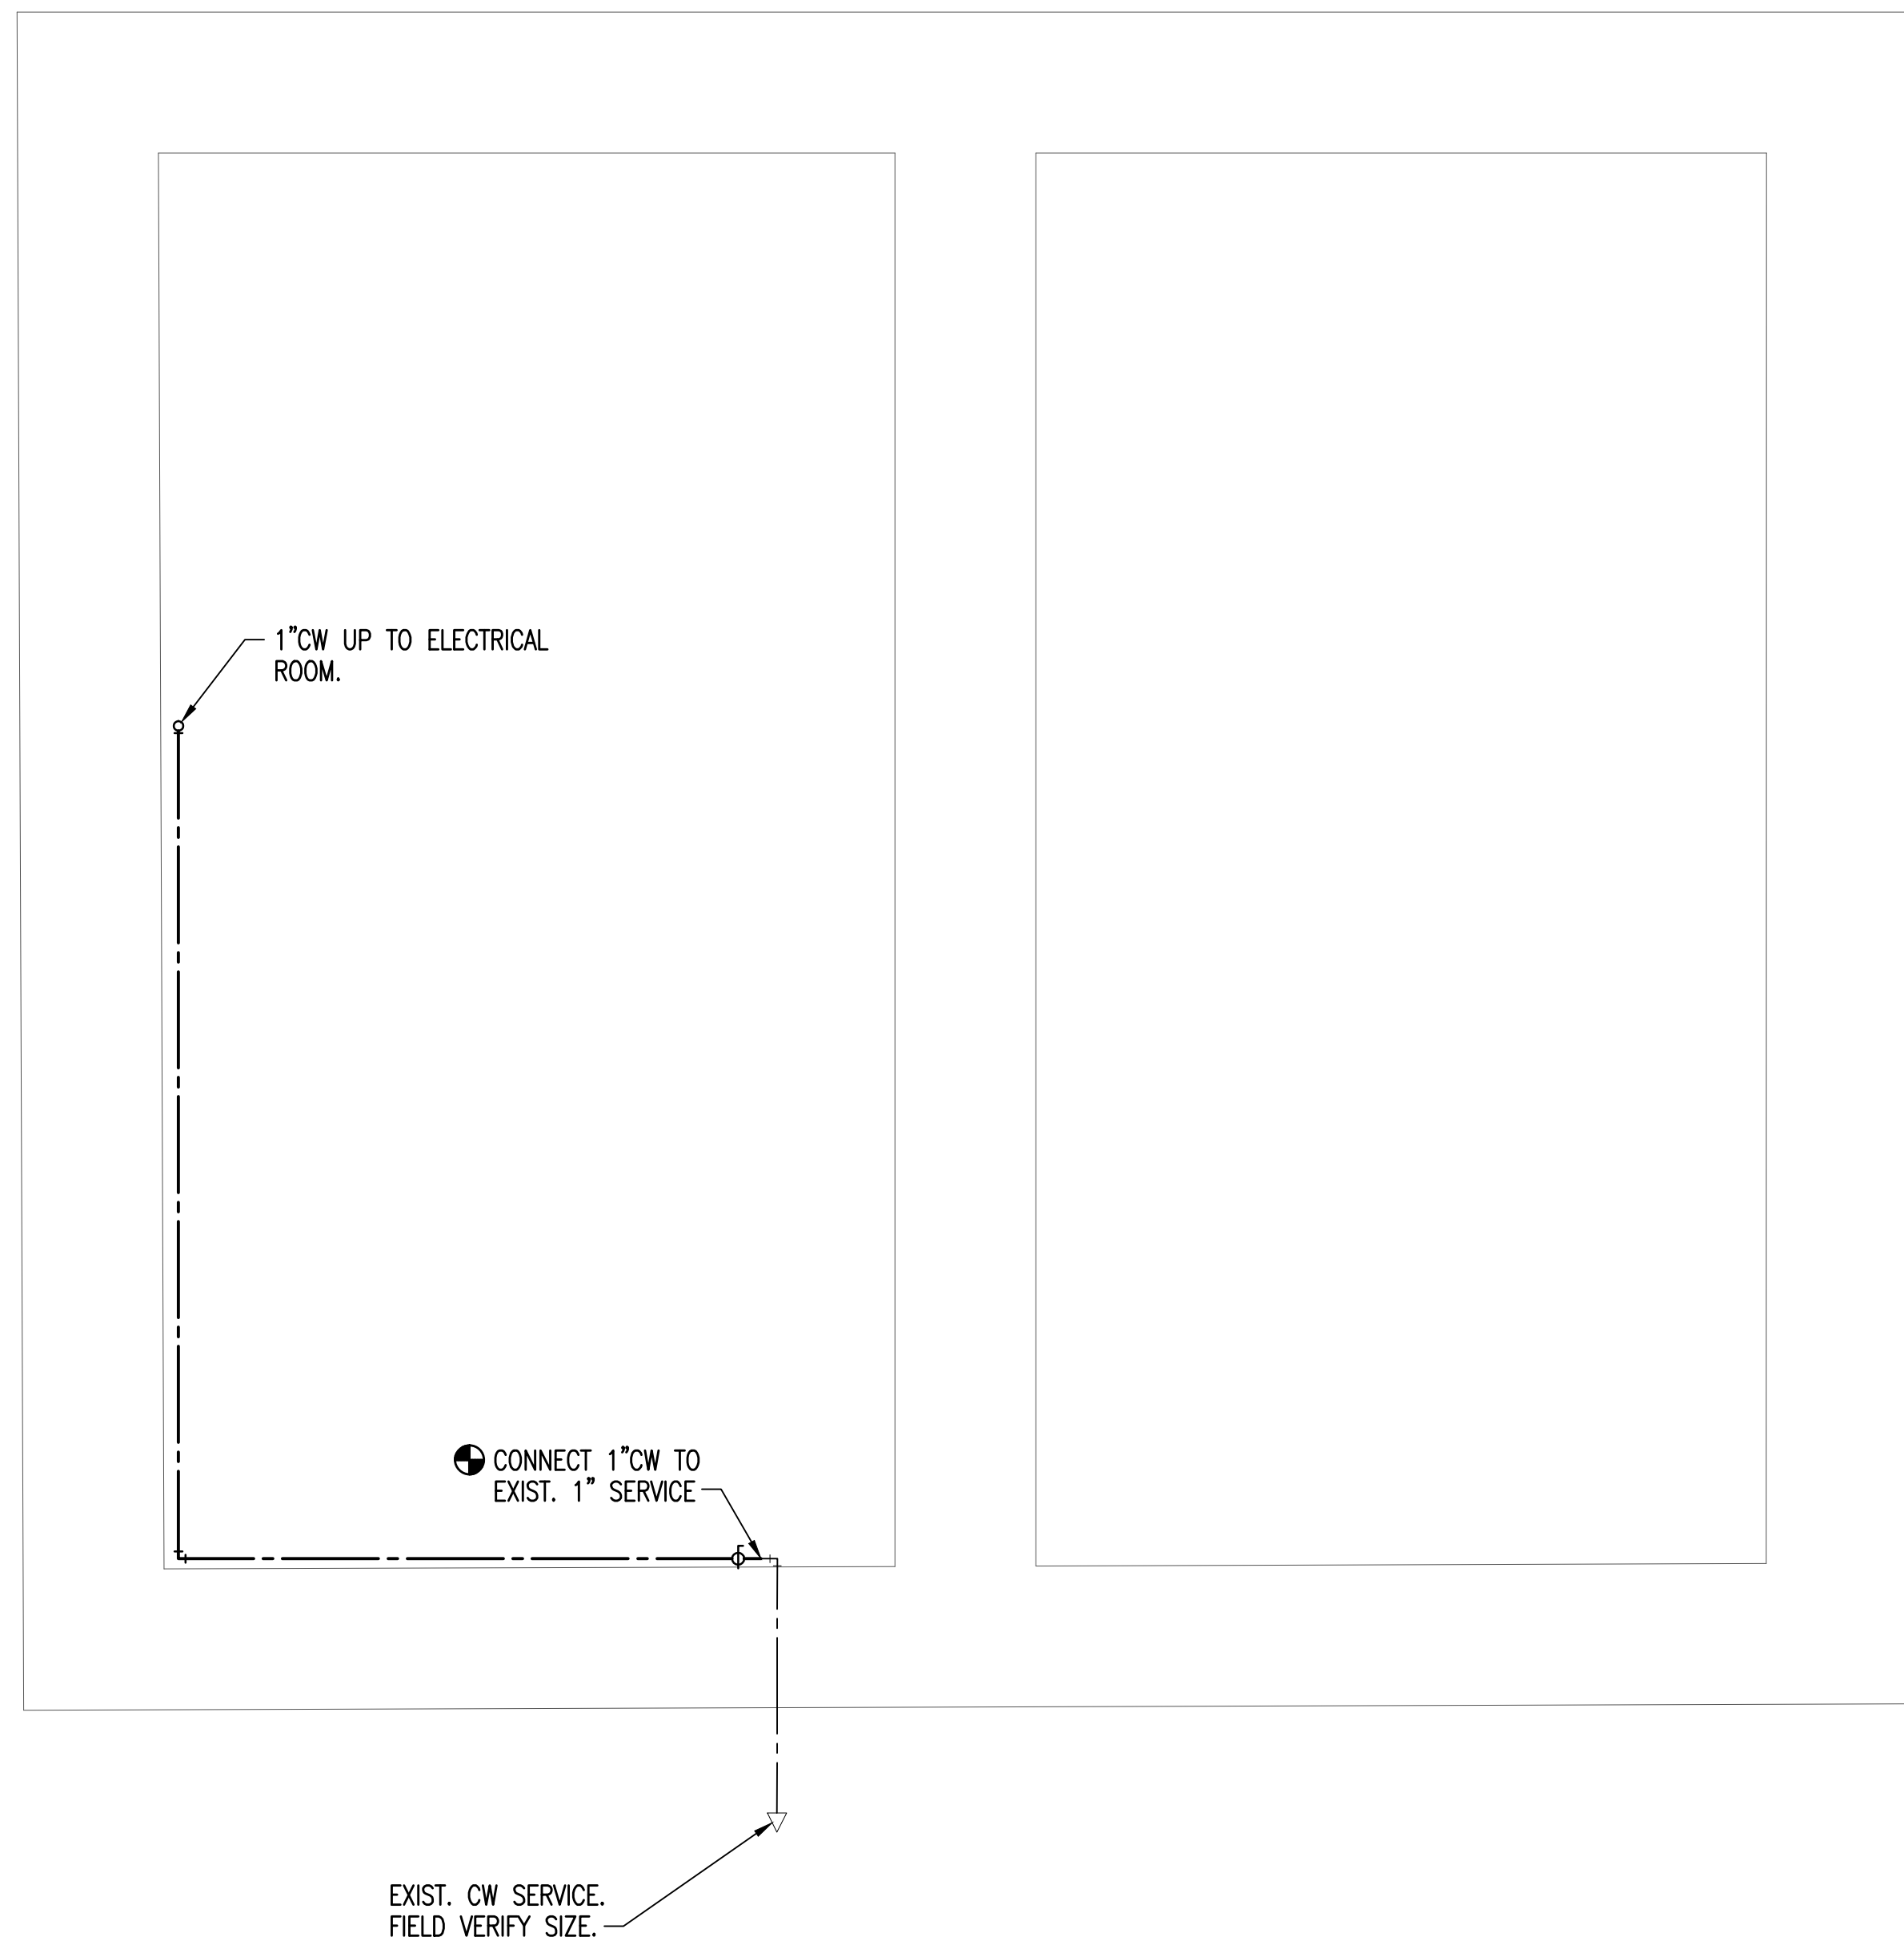 1"CW UP TO ELECTRICAL
ROOM.
CONNECT 1"CW TO
EXIST. 1" SERVICE
EXIST. CW SERVICE.
FIELD VERIFY SIZE.